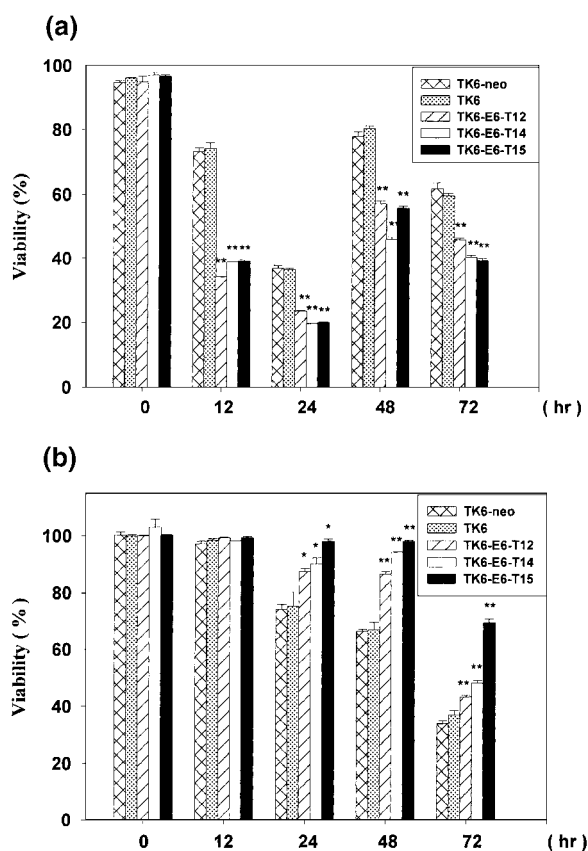 (a)
100
80
60
40
20
0
Viability (%)
TK6-neo
TK6
TK6-E6-T12
TK6-E6-T14
TK6-E6-T15
** ** **
** ** **
** ** **
** ** **
0 12 24 48 72 ( hr )
(b)
100
80
60
40
20
0
Viability ( % )
TK6-neo
TK6
TK6-E6-T12
TK6-E6-T14
TK6-E6-T15
* * *
** ** **
** ** **
0 12 24 48 72 ( hr )